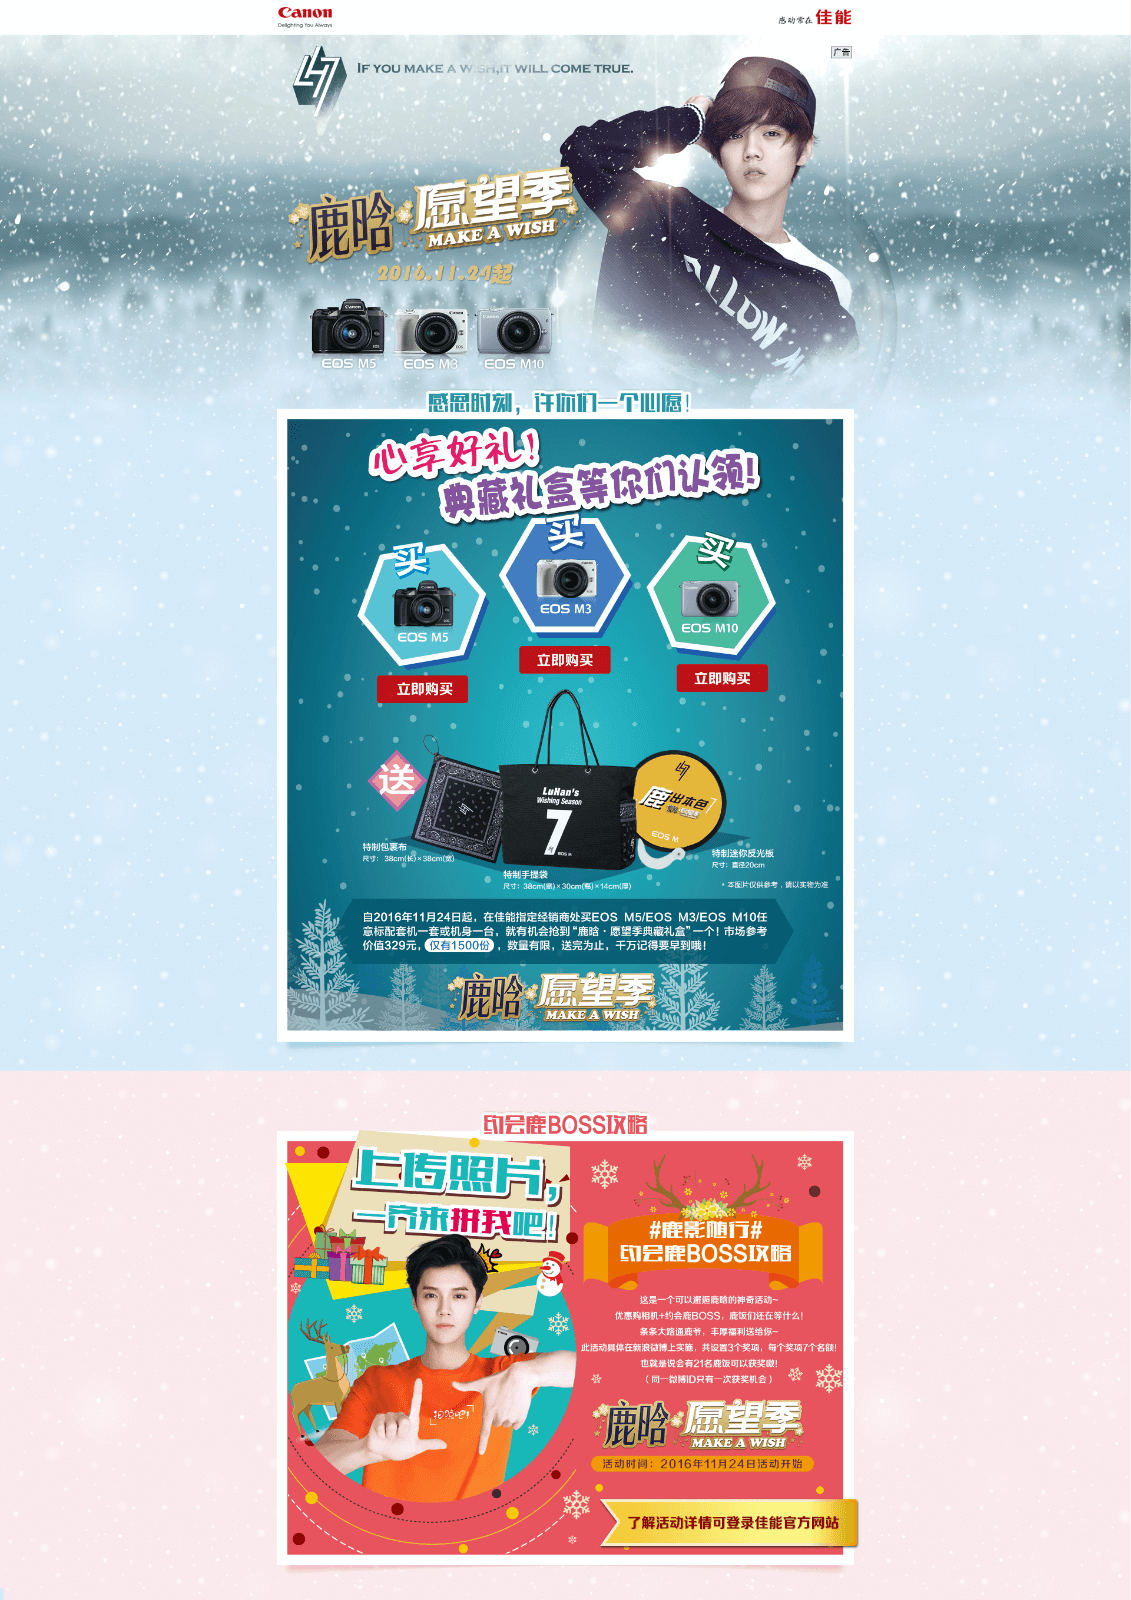 Canon
Delighting You Always
感动常在 佳能
广告
IF YOU MAKE A WISH,IT WILL COME TRUE.
鹿晗·愿望季
MAKE A WISH
2016.11.24起
EOS M5 EOS M3 EOS M10
感恩时刻，许你们一个心愿！
心享好礼！
典藏礼盒等你们认领！
买 买 买
EOS M5
EOS M3
EOS M10
立即购买
立即购买
立即购买
送
LuHan's
Wishing Season
7
EOS M
鹿出本色
EOS M
特制包裹布
尺寸：38cm(长)×38cm(宽)
特制手提袋
尺寸：38cm(宽)×30cm(高)×14cm(厚)
特制迷你反光板
尺寸：直径20cm
*本图片仅供参考，请以实物为准
自2016年11月24日起，在佳能指定经销商处买EOS M5/EOS M3/EOS M10任
意标配套机一套或机身一台，就有机会抢到“鹿晗·愿望季典藏礼盒”一个！市场参考
价值329元，仅有1500份，数量有限，送完为止，千万记得要早到哦！
鹿晗·愿望季
MAKE A WISH
约会鹿BOSS攻略
上传照片，
一齐来拼我吧！
#鹿影随行#
约会鹿BOSS攻略
这是一个可以邂逅鹿晗的神奇活动~
优惠购相机+约会鹿BOSS，鹿饭们还在等什么！
条条大路通鹿爷，丰厚福利送给你~
此活动具体在新浪微博上实施，共设置3个奖项，每个奖项7个名额！
也就是说会有21名鹿饭可以获奖呦！
（同一微博ID只有一次获奖机会）
鹿晗·愿望季
MAKE A WISH
活动时间：2016年11月24日活动开始
了解活动详情可登录佳能官方网站